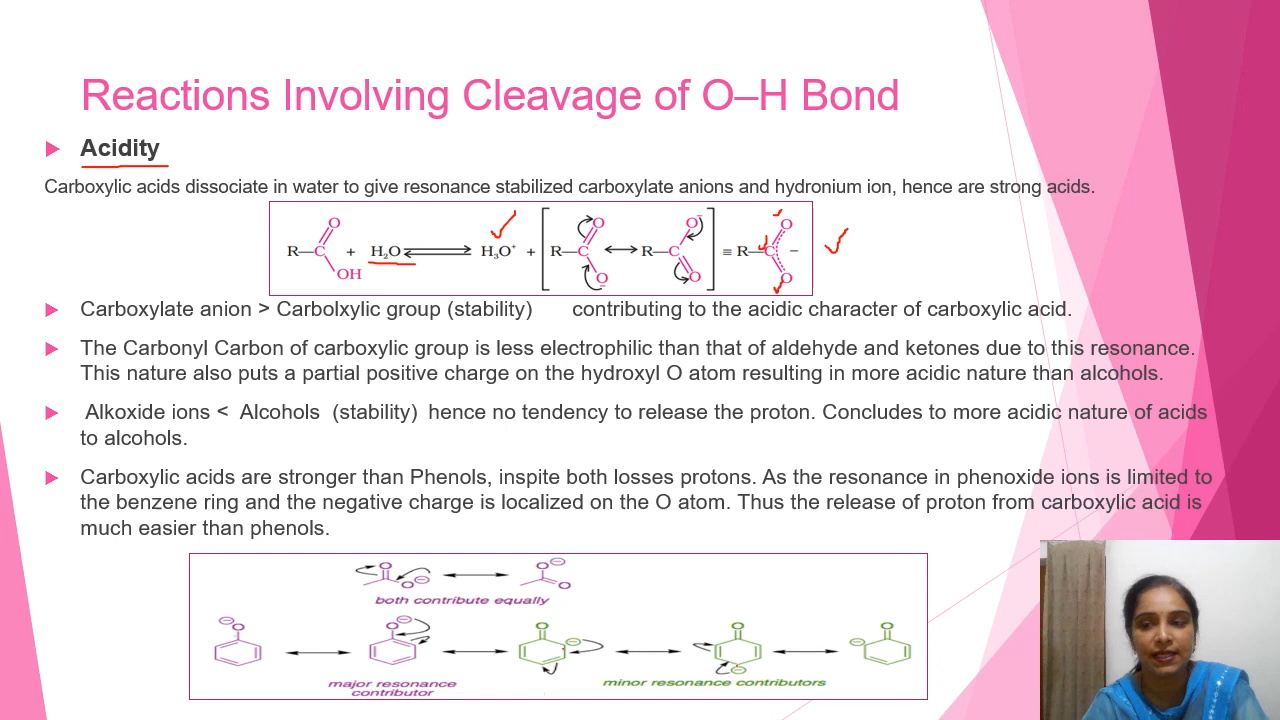 Reactions Involving Cleavage of O–H Bond
Acidity
Carboxylic acids dissociate in water to give resonance stabilized carboxylate anions and hydronium ion, hence are strong acids.
R–C O OH + H₂O H₃O⁺ + R–C O O⁻ R–C O⁻ O ≡ R–C O O −
Carboxylate anion > Carbolxylic group (stability) contributing to the acidic character of carboxylic acid.
The Carbonyl Carbon of carboxylic group is less electrophilic than that of aldehyde and ketones due to this resonance.
This nature also puts a partial positive charge on the hydroxyl O atom resulting in more acidic nature than alcohols.
Alkoxide ions < Alcohols (stability) hence no tendency to release the proton. Concludes to more acidic nature of acids
to alcohols.
Carboxylic acids are stronger than Phenols, inspite both losses protons. As the resonance in phenoxide ions is limited to
the benzene ring and the negative charge is localized on the O atom. Thus the release of proton from carboxylic acid is
much easier than phenols.
O O⊖ O⊖ O
both contribute equally
⊖O O⊖ O ⊖ O ⊖ O ⊖
major resonance
contributor
minor resonance contributors